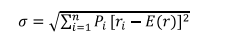 σ = √∑ⁿᵢ₌₁ Pᵢ [rᵢ − E(r)]²